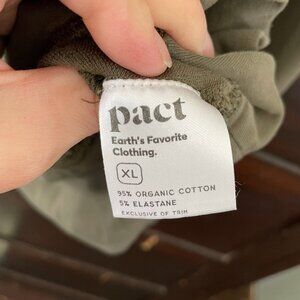 pact
Earth's Favorite
Clothing.
XL
95% ORGANIC COTTON
5% ELASTANE
EXCLUSIVE OF TRIM